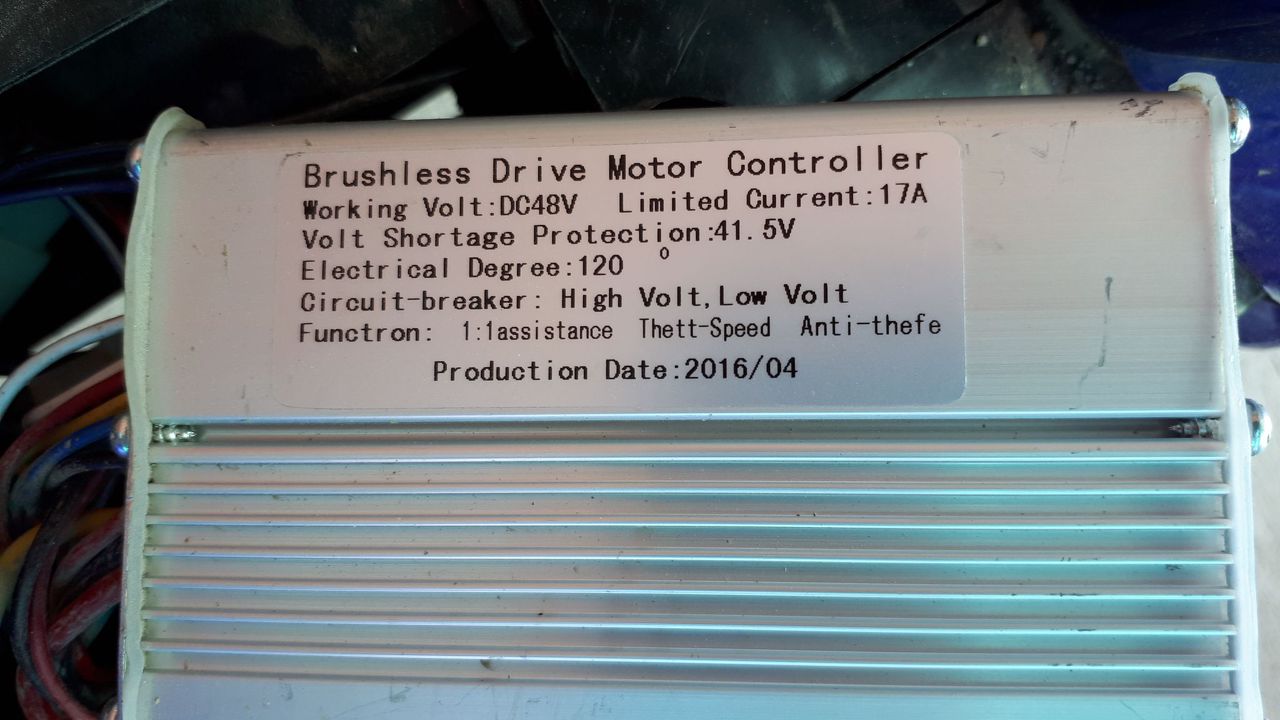 Brushless Drive Motor Controller
Working Volt:DC48V Limited Current:17A
Volt Shortage Protection:41.5V
Electrical Degree:120 °
Circuit-breaker: High Volt,Low Volt
Functron: 1:1assistance Thett-Speed Anti-thefe
Production Date:2016/04